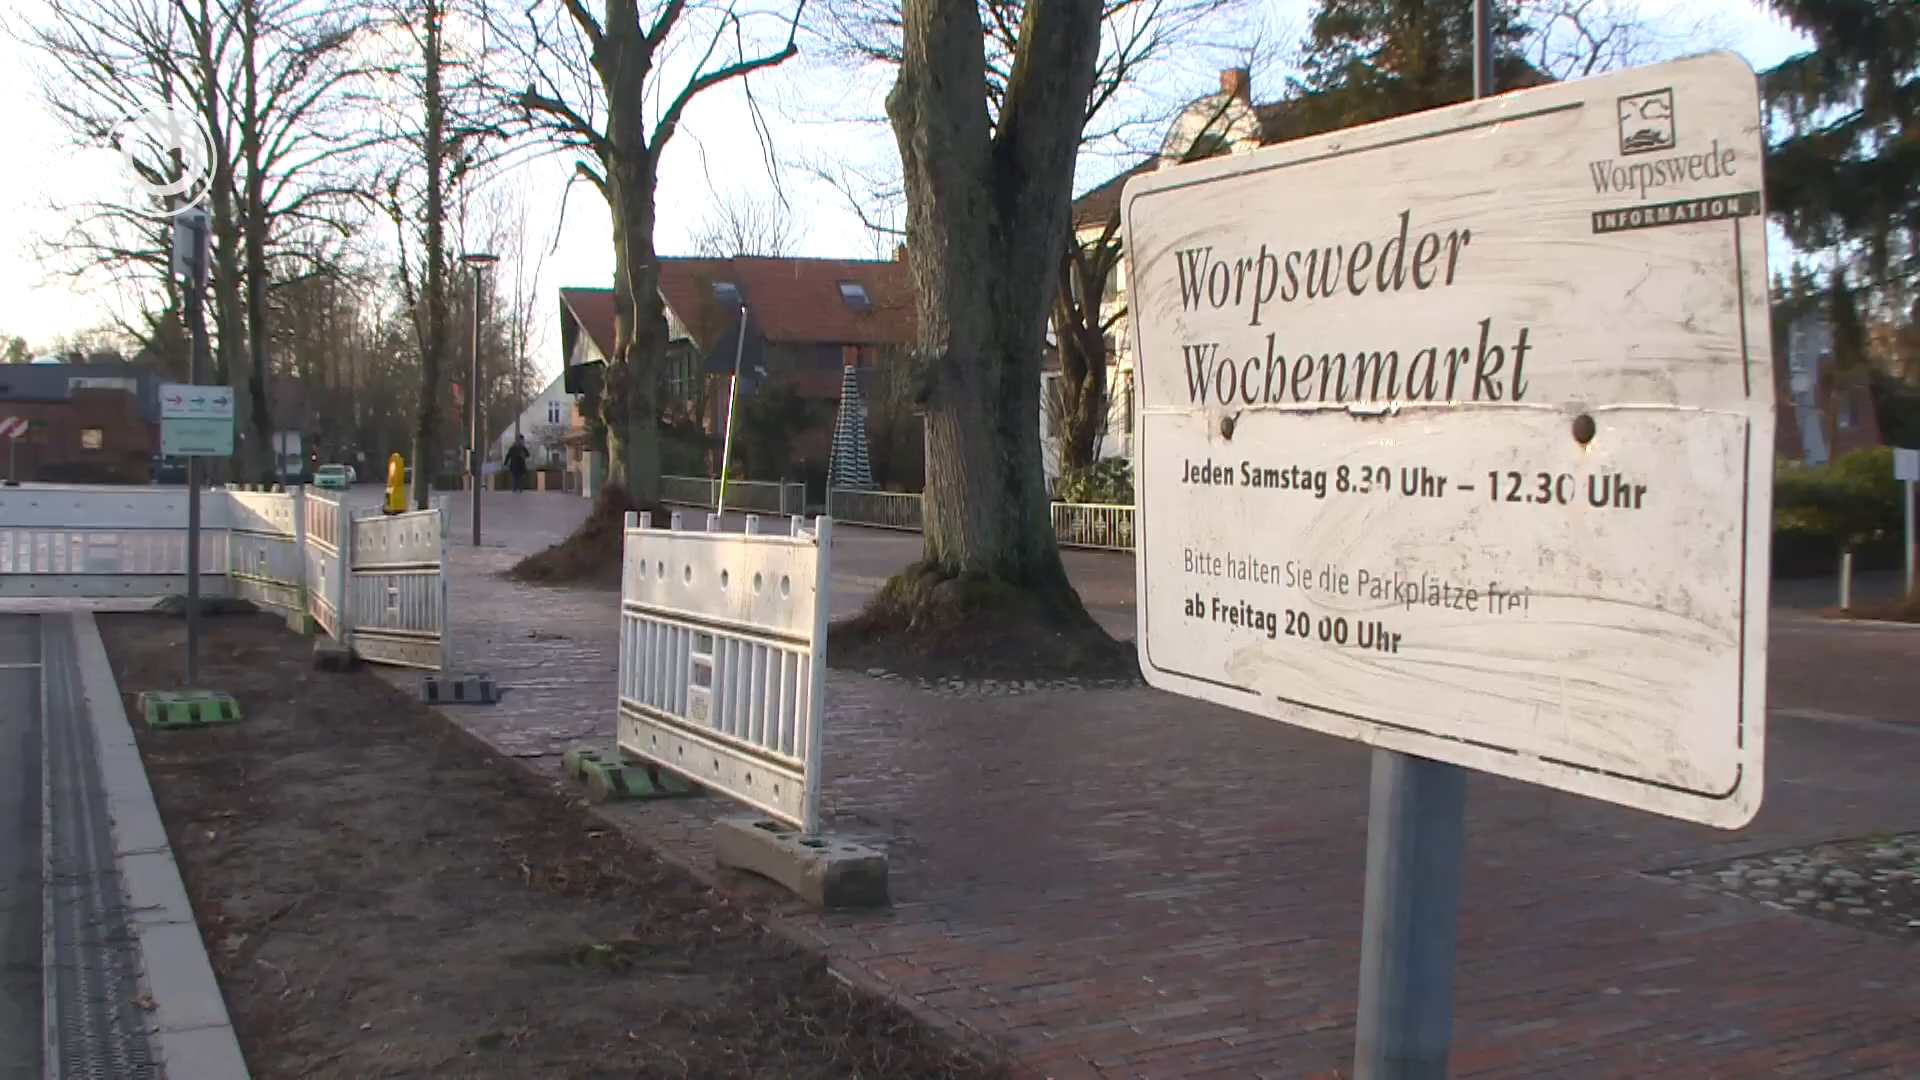 Worpswede
INFORMATION
Worpsweder
Wochenmarkt
Jeden Samstag 8.30 Uhr – 12.30 Uhr
Bitte halten Sie die Parkplätze frei
ab Freitag 20 00 Uhr